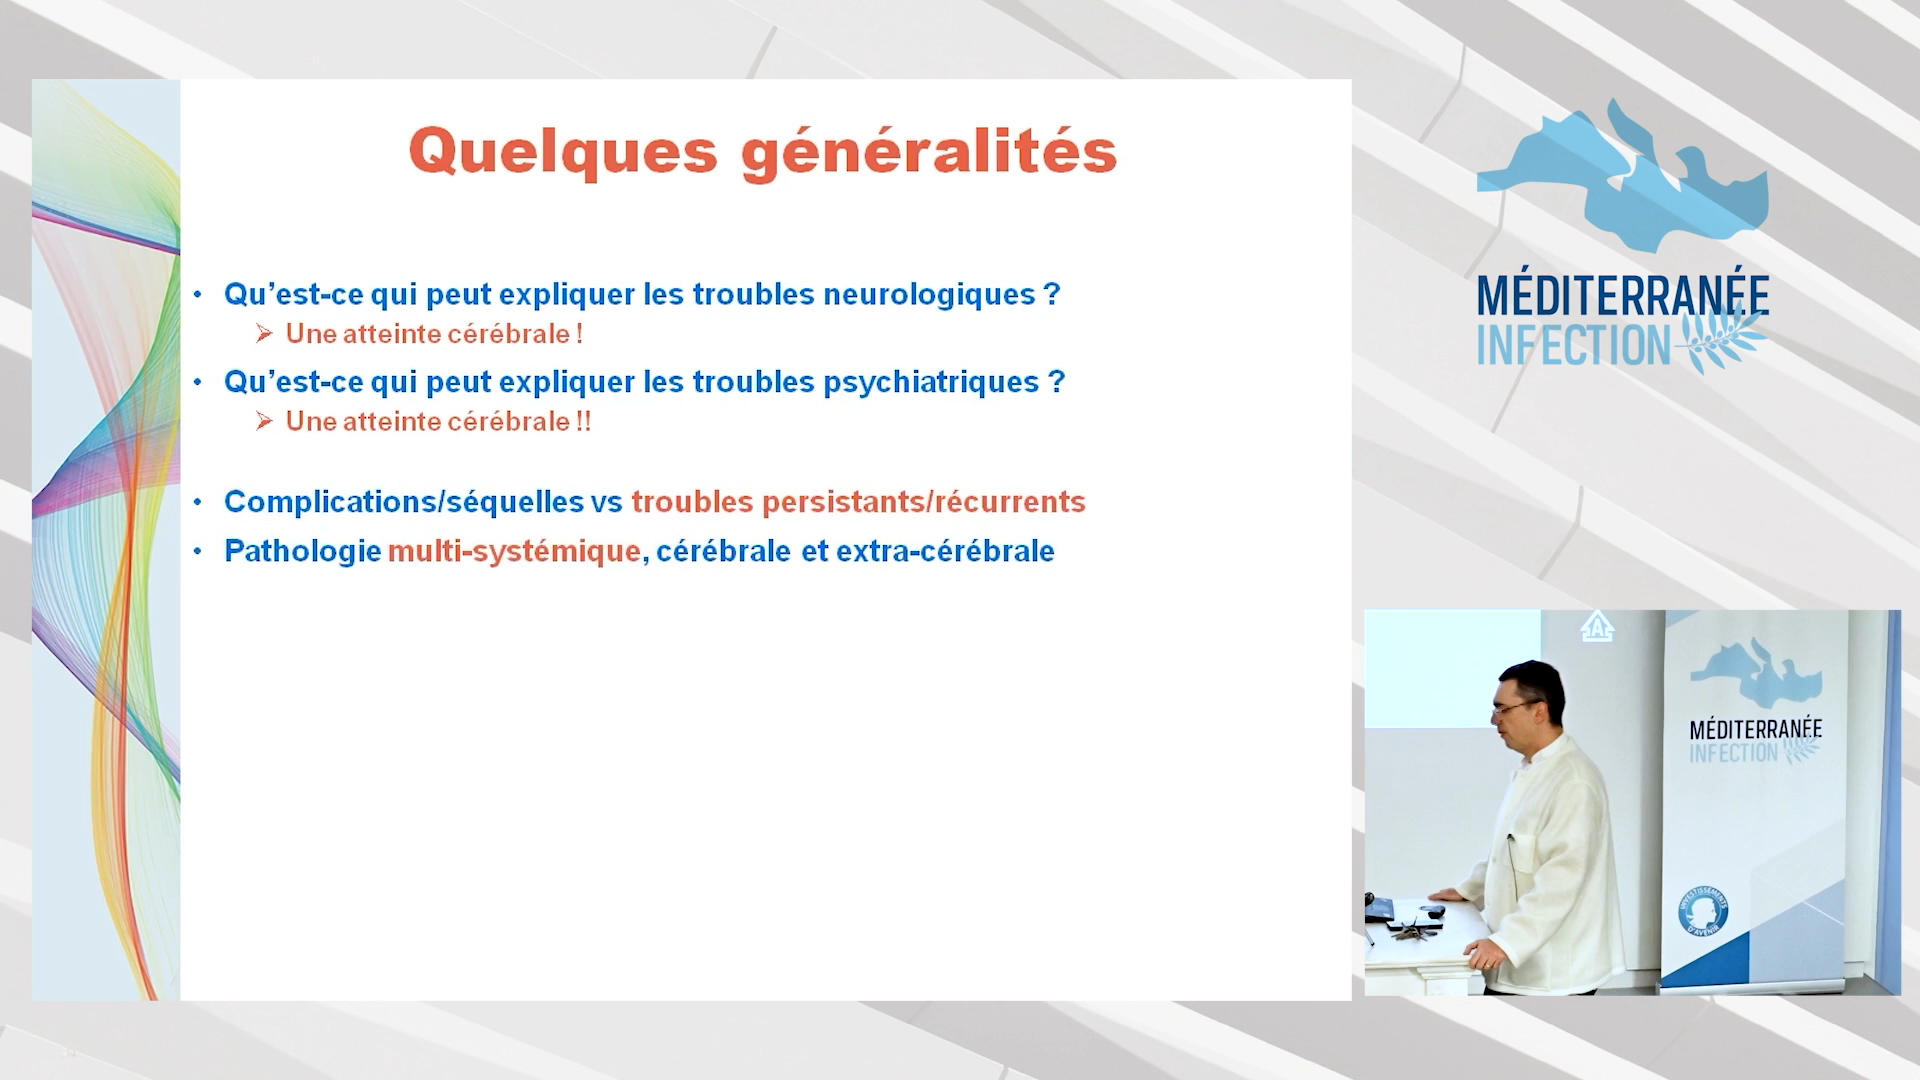 Quelques généralités
• Qu’est-ce qui peut expliquer les troubles neurologiques ?
➢ Une atteinte cérébrale !
• Qu’est-ce qui peut expliquer les troubles psychiatriques ?
➢ Une atteinte cérébrale !!
• Complications/séquelles vs troubles persistants/récurrents
• Pathologie multi-systémique, cérébrale et extra-cérébrale
MÉDITERRANÉE
INFECTION
A
MÉDITERRANÉE
INFECTION
INVESTISSEMENTS
D'AVENIR